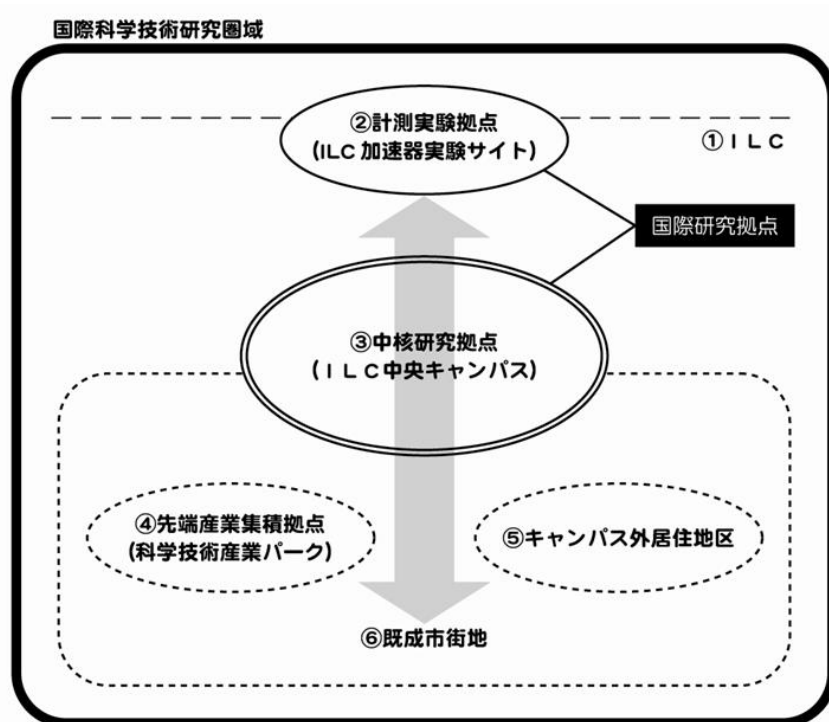 国際科学技術研究圏域
②計測実験拠点
(ILC 加速器実験サイト)
①ＩＬＣ
国際研究拠点
③中核研究拠点
(ＩＬＣ中央キャンパス)
④先端産業集積拠点
(科学技術産業パーク)
⑤キャンパス外居住地区
⑥既成市街地